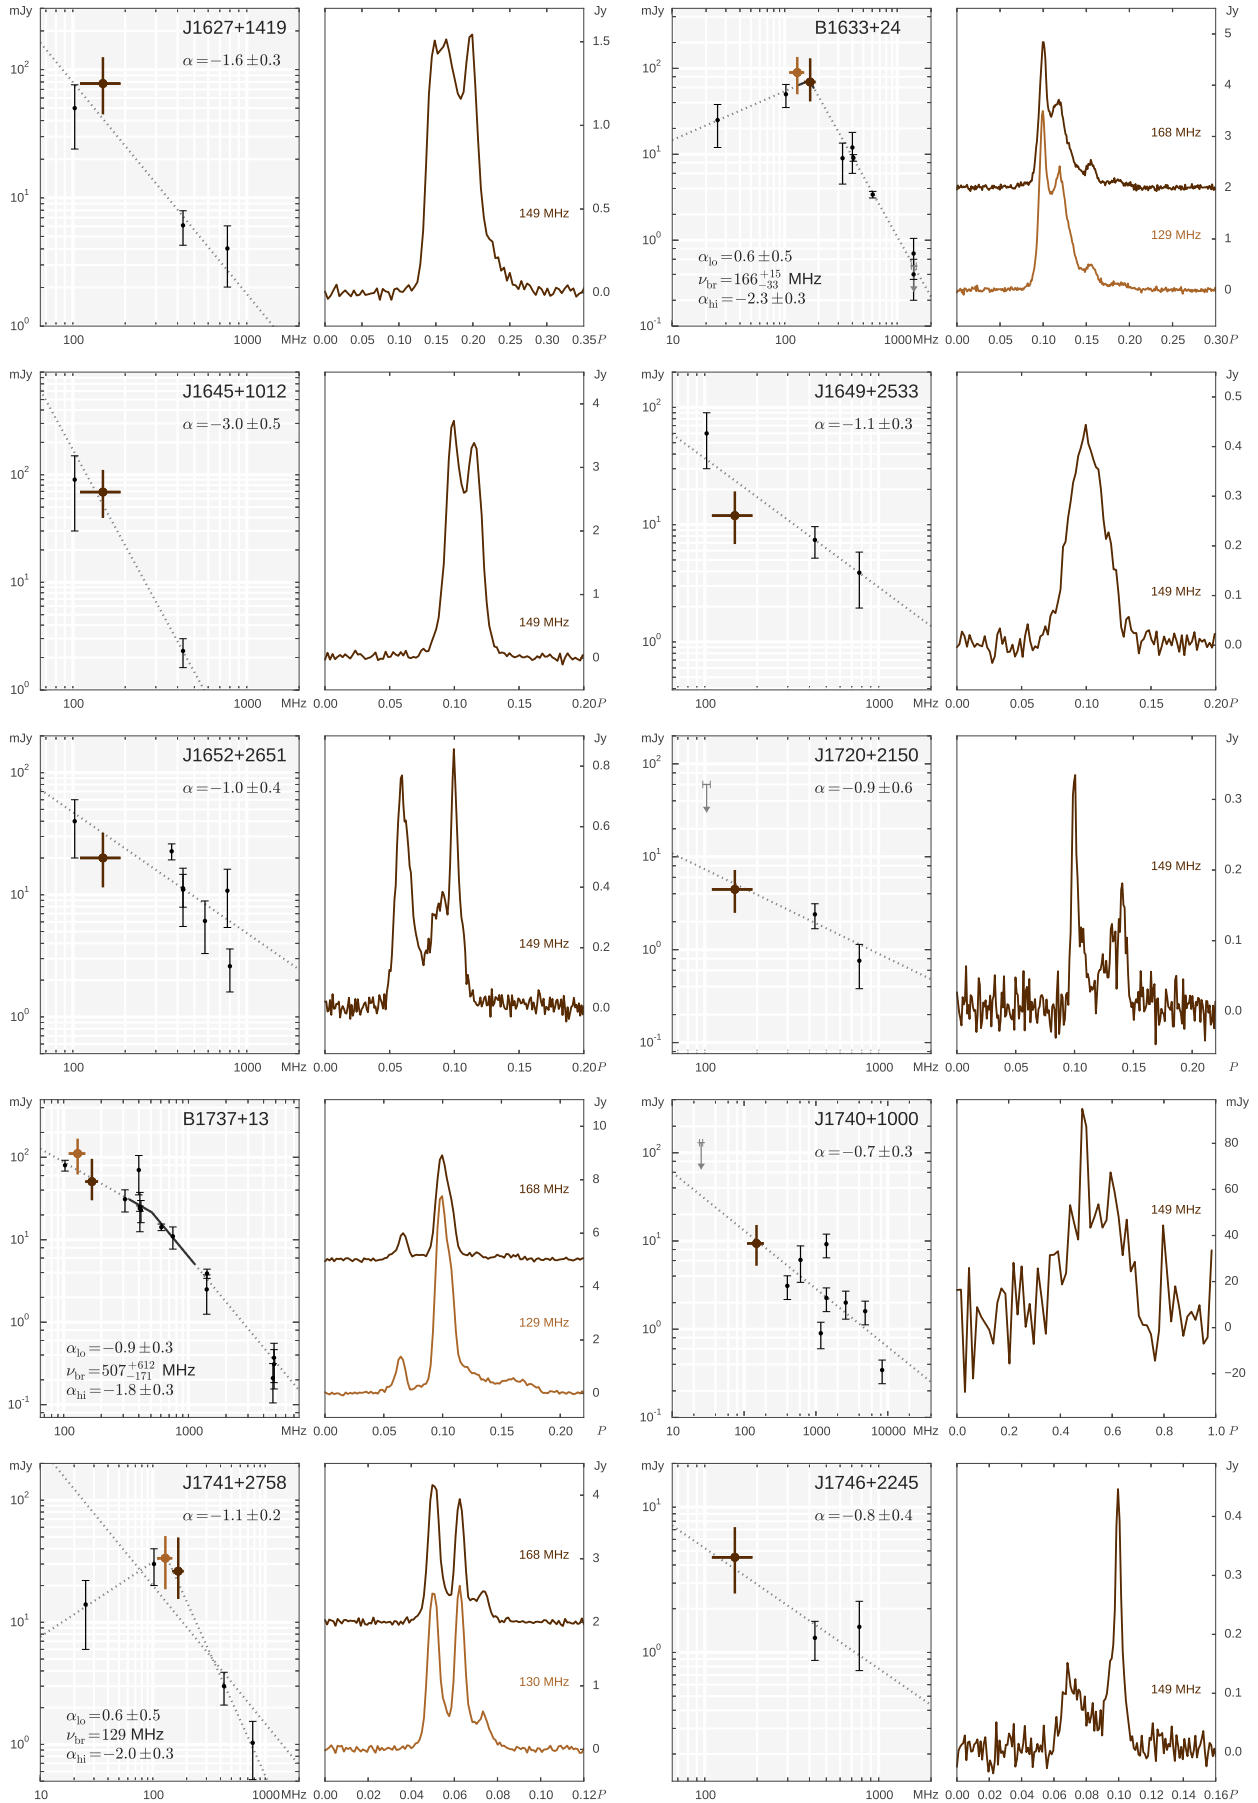 mJy Jy mJy Jy
J1627+1419
α = −1.6 ± 0.3
10² 10¹ 10⁰
100 1000 MHz
1.5 1.0 0.5 0.0
149 MHz
0.00 0.05 0.10 0.15 0.20 0.25 0.30 0.35 P
B1633+24
10² 10¹ 10⁰ 10⁻¹
α_lo = 0.6 ± 0.5
ν_br = 166 +15 −33 MHz
α_hi = −2.3 ± 0.3
10 100 1000 MHz
5 4 3 2 1 0
168 MHz
129 MHz
0.00 0.05 0.10 0.15 0.20 0.25 0.30 P
mJy Jy mJy Jy
J1645+1012
α = −3.0 ± 0.5
10² 10¹ 10⁰
100 1000 MHz
4 3 2 1 0
149 MHz
0.00 0.05 0.10 0.15 0.20 P
J1649+2533
α = −1.1 ± 0.3
10² 10¹ 10⁰
100 1000 MHz
0.5 0.4 0.3 0.2 0.1 0.0
149 MHz
0.00 0.05 0.10 0.15 0.20 P
mJy Jy mJy Jy
J1652+2651
α = −1.0 ± 0.4
10² 10¹ 10⁰
100 1000 MHz
0.8 0.6 0.4 0.2 0.0
149 MHz
0.00 0.05 0.10 0.15 0.20 P
J1720+2150
α = −0.9 ± 0.6
10² 10¹ 10⁰ 10⁻¹
100 1000 MHz
0.3 0.2 0.1 0.0
149 MHz
0.00 0.05 0.10 0.15 0.20 P
mJy Jy mJy mJy
B1737+13
10² 10¹ 10⁰ 10⁻¹
α_lo = −0.9 ± 0.3
ν_br = 507 +612 −171 MHz
α_hi = −1.8 ± 0.3
100 1000 MHz
10 8 6 4 2 0
168 MHz
129 MHz
0.00 0.05 0.10 0.15 0.20 P
J1740+1000
α = −0.7 ± 0.3
10² 10¹ 10⁰ 10⁻¹
10 100 1000 10000 MHz
80 60 40 20 0 −20
149 MHz
0.0 0.2 0.4 0.6 0.8 1.0 P
mJy Jy mJy Jy
J1741+2758
α = −1.1 ± 0.2
10² 10¹ 10⁰
α_lo = 0.6 ± 0.5
ν_br = 129 MHz
α_hi = −2.0 ± 0.3
10 100 1000 MHz
4 3 2 1 0
168 MHz
130 MHz
0.00 0.02 0.04 0.06 0.08 0.10 0.12 P
J1746+2245
α = −0.8 ± 0.4
10¹ 10⁰
100 1000 MHz
0.4 0.3 0.2 0.1 0.0
149 MHz
0.00 0.02 0.04 0.06 0.08 0.10 0.12 0.14 0.16 P